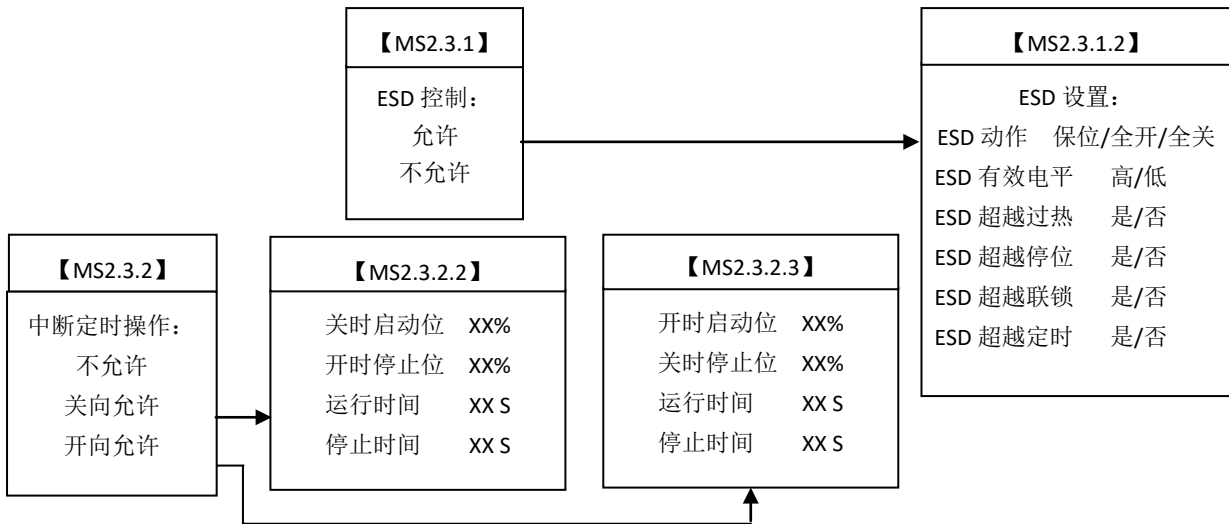 【MS2.3.1】
ESD 控制：
允许
不允许
【MS2.3.1.2】
ESD 设置：
ESD 动作 保位/全开/全关
ESD 有效电平 高/低
ESD 超越过热 是/否
ESD 超越停位 是/否
ESD 超越联锁 是/否
ESD 超越定时 是/否
【MS2.3.2】
中断定时操作：
不允许
关向允许
开向允许
【MS2.3.2.2】
关时启动位 XX%
开时停止位 XX%
运行时间 XX S
停止时间 XX S
【MS2.3.2.3】
开时启动位 XX%
关时停止位 XX%
运行时间 XX S
停止时间 XX S